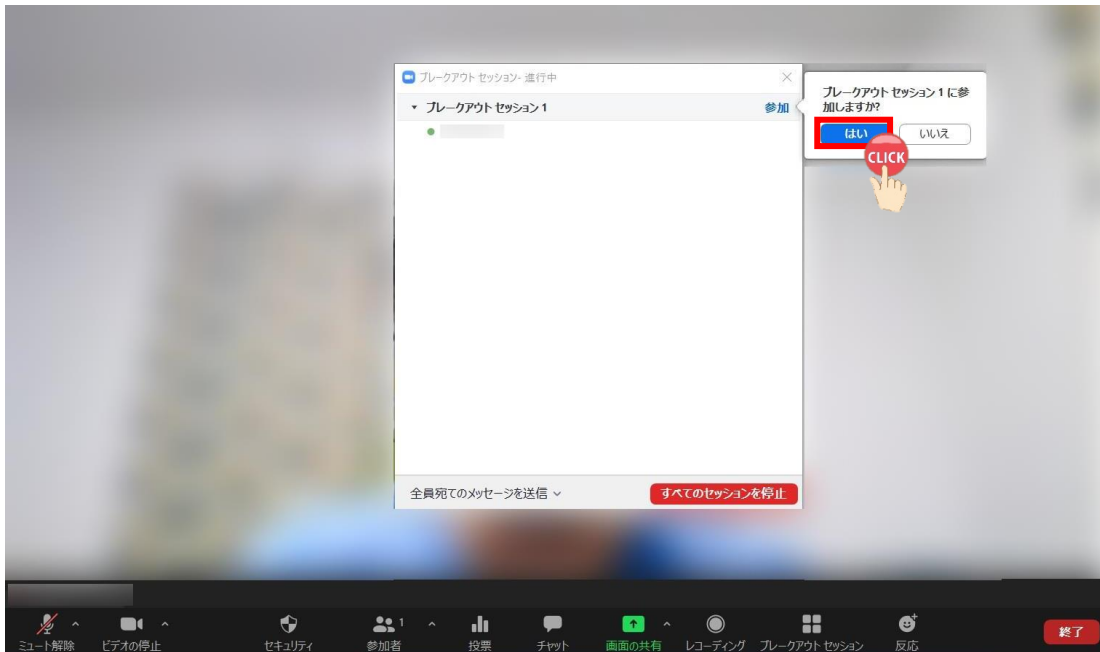 ブレークアウト セッション- 進行中
ブレークアウト セッション 1
参加
ブレークアウト セッション 1 に参
加しますか?
はい
いいえ
CLICK
全員宛てのメッセージを送信
すべてのセッションを停止
1
ミュート解除
ビデオの停止
セキュリティ
参加者
投票
チャット
画面の共有
レコーディング
ブレークアウト セッション
反応
終了